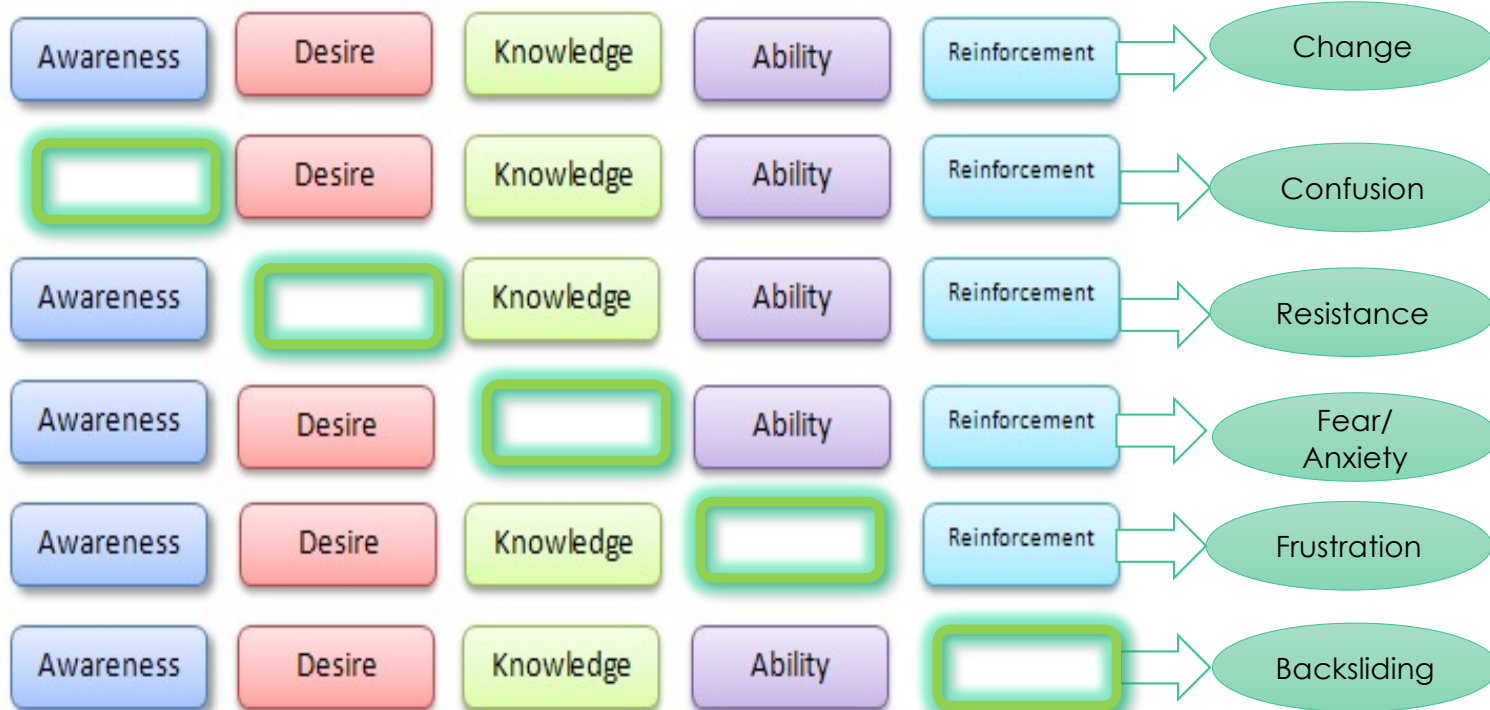 Awareness Desire Knowledge Ability Reinforcement Change
Desire Knowledge Ability Reinforcement Confusion
Awareness Knowledge Ability Reinforcement Resistance
Awareness Desire Ability Reinforcement Fear/
Anxiety
Awareness Desire Knowledge Reinforcement Frustration
Awareness Desire Knowledge Ability Backsliding